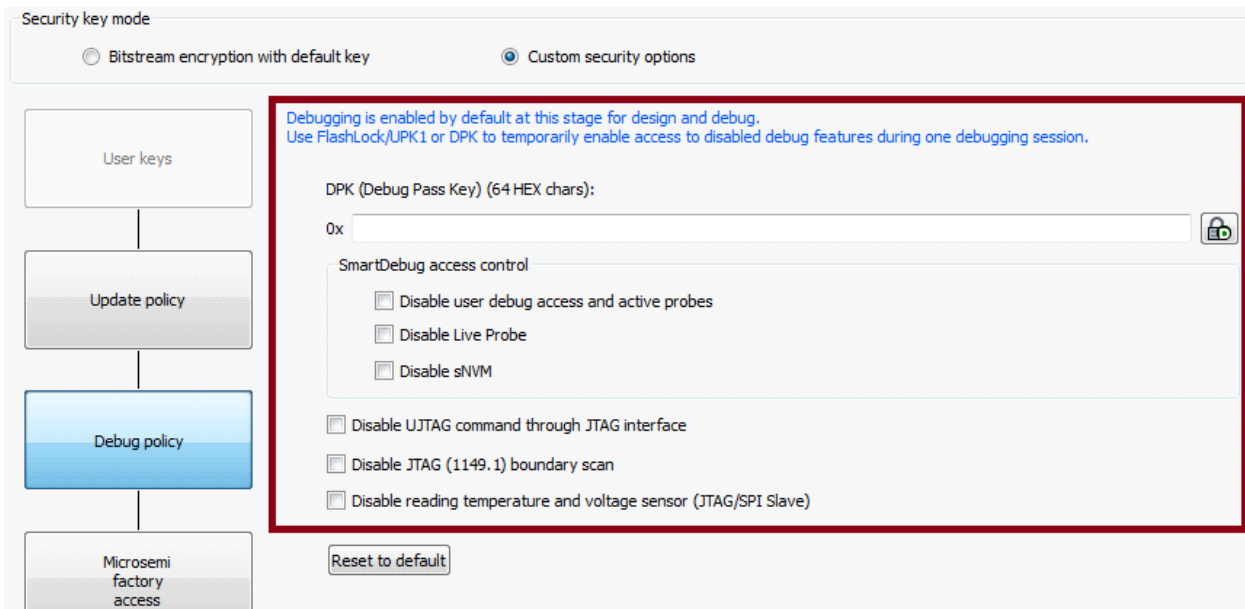 Security key mode
Bitstream encryption with default key
Custom security options
User keys
Update policy
Debug policy
Microsemi
factory
access
Debugging is enabled by default at this stage for design and debug.
Use FlashLock/UPK1 or DPK to temporarily enable access to disabled debug features during one debugging session.
DPK (Debug Pass Key) (64 HEX chars):
0x
SmartDebug access control
Disable user debug access and active probes
Disable Live Probe
Disable sNVM
Disable UJTAG command through JTAG interface
Disable JTAG (1149.1) boundary scan
Disable reading temperature and voltage sensor (JTAG/SPI Slave)
Reset to default